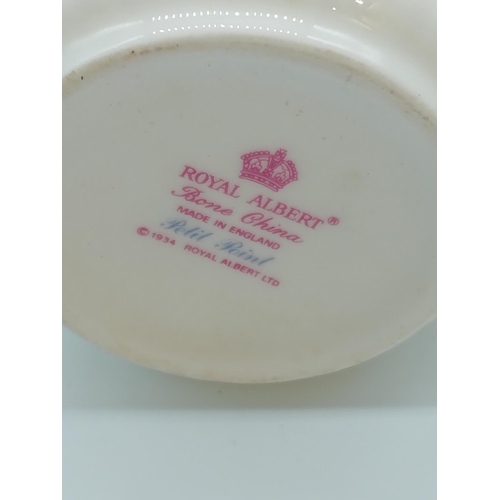 ROYAL ALBERT®
Bone China
MADE IN ENGLAND
Petit Point
© 1934 ROYAL ALBERT LTD